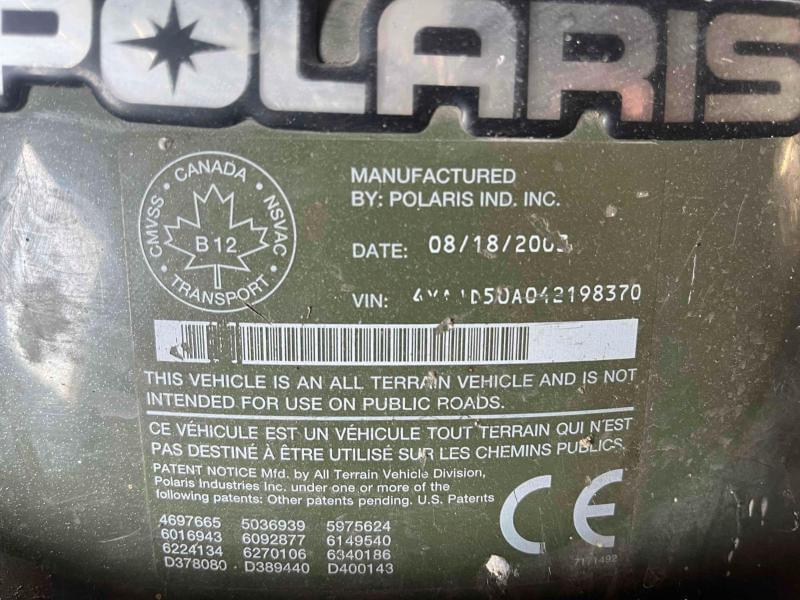 POLARIS
CANADA
CMVSS
NSVAC
B 12
TRANSPORT
MANUFACTURED
BY: POLARIS IND. INC.
DATE:
VIN:
THIS VEHICLE IS AN ALL TERRAIN VEHICLE AND IS NOT
INTENDED FOR USE ON PUBLIC ROADS.
CE VÉHICULE EST UN VÉHICULE TOUT TERRAIN QUI N'EST
PAS DESTINÉ À ÊTRE UTILISÉ SUR LES CHEMINS PUBLICS.
PATENT NOTICE Mfd. by All Terrain Vehicle Division,
Polaris Industries Inc. under one or more of the
following patents: Other patents pending. U.S. Patents
4697665 5036939 5975624
6016943 6092877 6149540
6224134 6270106 6340186
D378080 D389440 D400143
CE